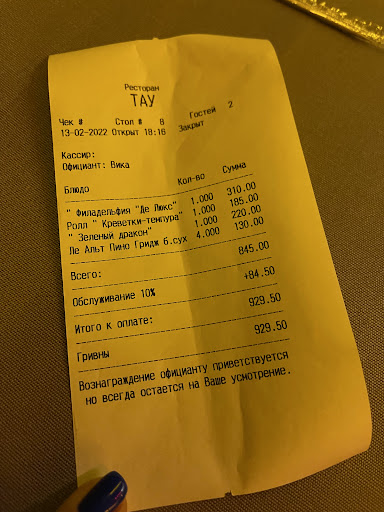 Ресторан
ТАУ
Чек # Стол # 8 Гостей 2
13-02-2022 Открыт 18:16 Закрыт
Кассир:
Официант: Вика
Блюдо Кол-во Сумма
" Филадельфия "Де Люкс" 1.000 310.00
Ролл " Креветки-темпура" 1.000 185.00
" Зеленый дракон" 1.000 220.00
Ле Альт Пино Гридж б.сух 4.000 130.00
Всего: 845.00
Обслуживание 10% +84.50
Итого к оплате: 929.50
Гривны 929.50
Вознаграждение официанту приветствуется
но всегда остается на Ваше усмотрение.